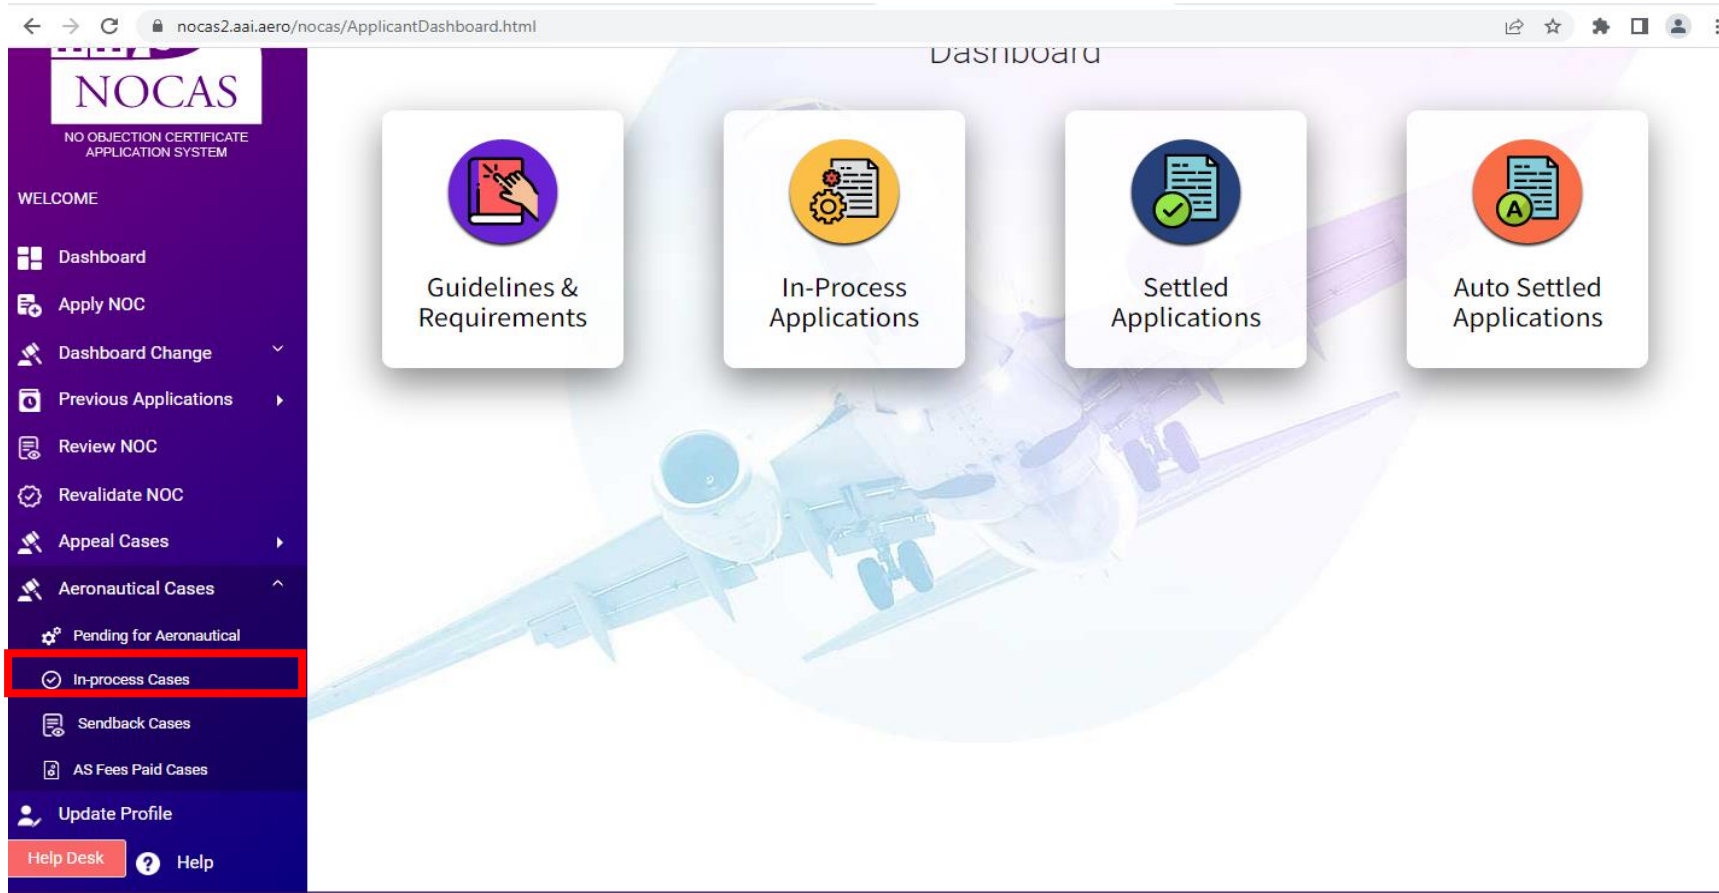 nocas2.aai.aero/nocas/ApplicantDashboard.html
NOCAS
NO OBJECTION CERTIFICATE
APPLICATION SYSTEM
WELCOME
Dashboard
Apply NOC
Dashboard Change
Previous Applications
Review NOC
Revalidate NOC
Appeal Cases
Aeronautical Cases
Pending for Aeronautical
In-process Cases
Sendback Cases
AS Fees Paid Cases
Update Profile
Help Desk
? Help
Dashboard
Guidelines &
Requirements
In-Process
Applications
Settled
Applications
A
Auto Settled
Applications